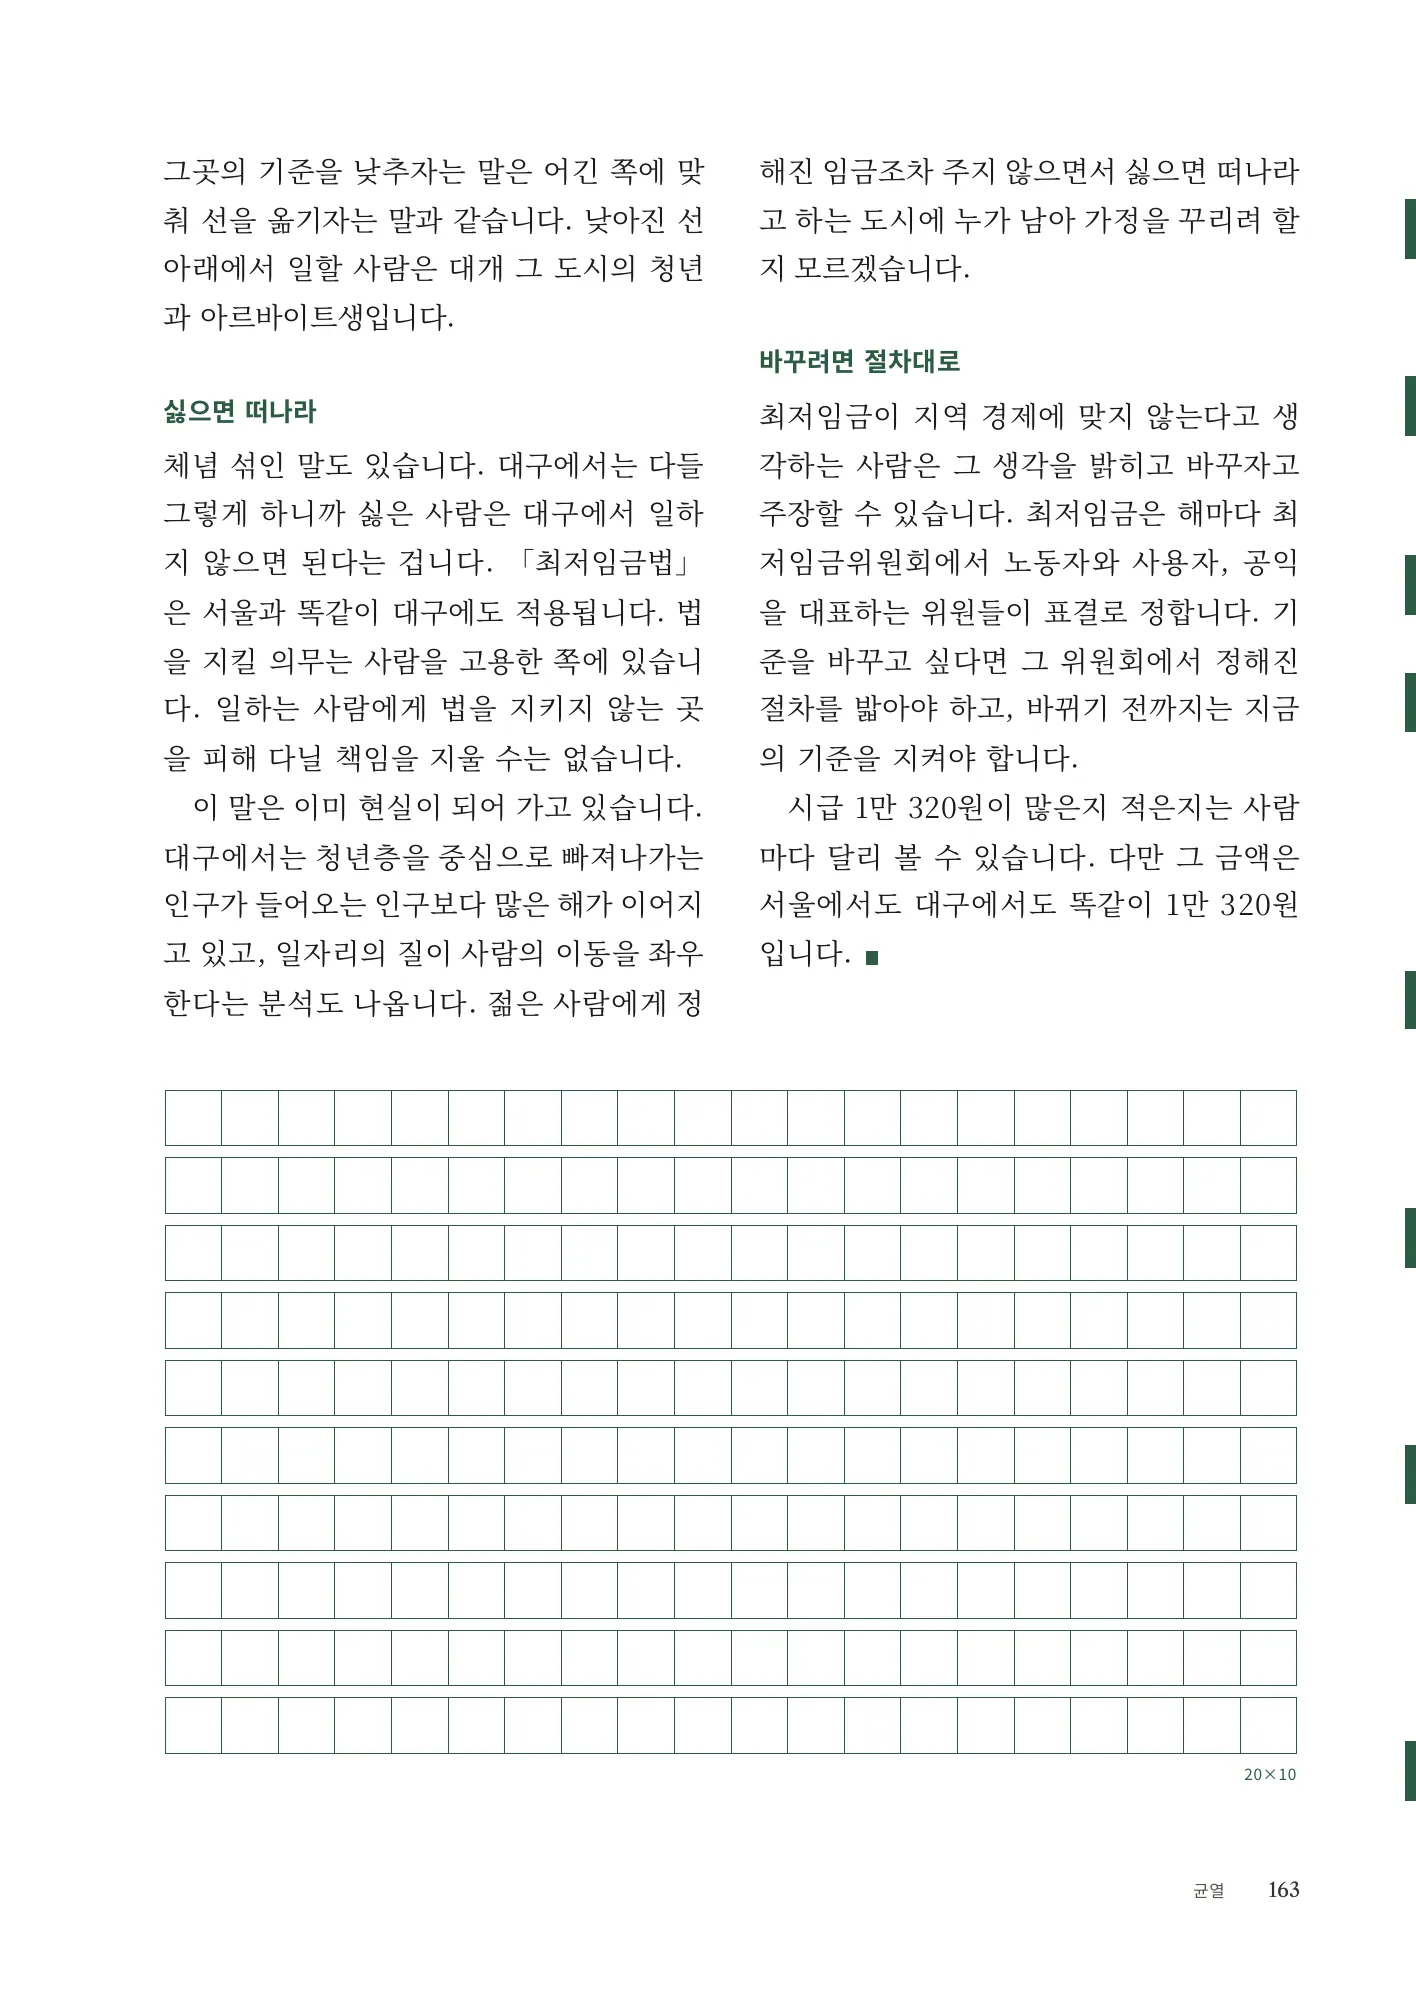 그곳의 기준을 낮추자는 말은 어긴 쪽에 맞
춰 선을 옮기자는 말과 같습니다. 낮아진 선
아래에서 일할 사람은 대개 그 도시의 청년
과 아르바이트생입니다.
싫으면 떠나라
체념 섞인 말도 있습니다. 대구에서는 다들
그렇게 하니까 싫은 사람은 대구에서 일하
지 않으면 된다는 겁니다. 「최저임금법」
은 서울과 똑같이 대구에도 적용됩니다. 법
을 지킬 의무는 사람을 고용한 쪽에 있습니
다. 일하는 사람에게 법을 지키지 않는 곳
을 피해 다닐 책임을 지울 수는 없습니다.
이 말은 이미 현실이 되어 가고 있습니다.
대구에서는 청년층을 중심으로 빠져나가는
인구가 들어오는 인구보다 많은 해가 이어지
고 있고, 일자리의 질이 사람의 이동을 좌우
한다는 분석도 나옵니다. 젊은 사람에게 정
해진 임금조차 주지 않으면서 싫으면 떠나라
고 하는 도시에 누가 남아 가정을 꾸리려 할
지 모르겠습니다.
바꾸려면 절차대로
최저임금이 지역 경제에 맞지 않는다고 생
각하는 사람은 그 생각을 밝히고 바꾸자고
주장할 수 있습니다. 최저임금은 해마다 최
저임금위원회에서 노동자와 사용자, 공익
을 대표하는 위원들이 표결로 정합니다. 기
준을 바꾸고 싶다면 그 위원회에서 정해진
절차를 밟아야 하고, 바뀌기 전까지는 지금
의 기준을 지켜야 합니다.
시급 1만 320원이 많은지 적은지는 사람
마다 달리 볼 수 있습니다. 다만 그 금액은
서울에서도 대구에서도 똑같이 1만 320원
입니다.
20×10
균열 163